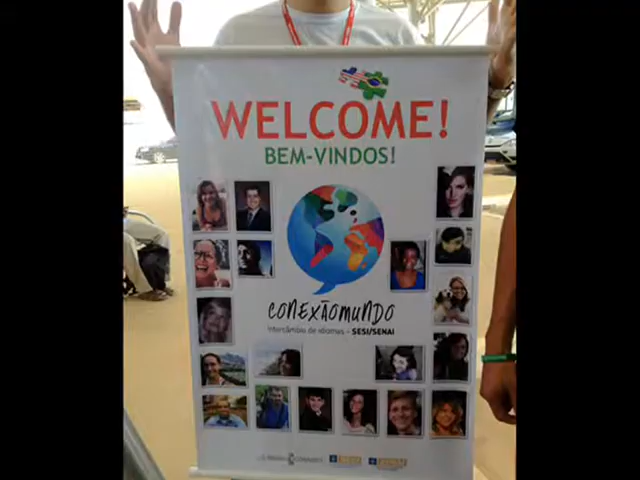 WELCOME!
BEM-VINDOS!
CONEXÃOMUNDO
Intercâmbio de idiomas - SESI/SENAI